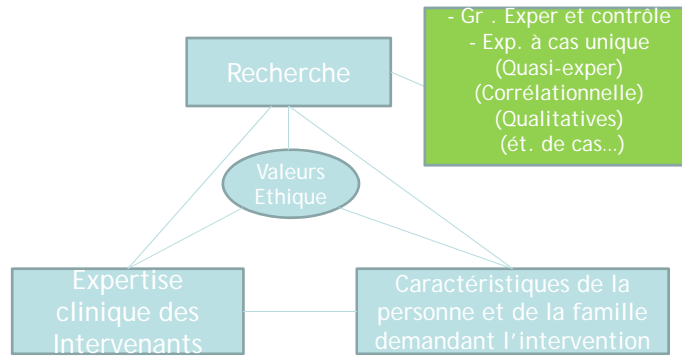 - Gr . Exper et contrôle
- Exp. à cas unique
(Quasi-exper)
(Corrélationnelle)
(Qualitatives)
(ét. de cas...)
Recherche
Valeurs
Ethique
Expertise
clinique des
Intervenants
Caractéristiques de la
personne et de la famille
demandant l'intervention